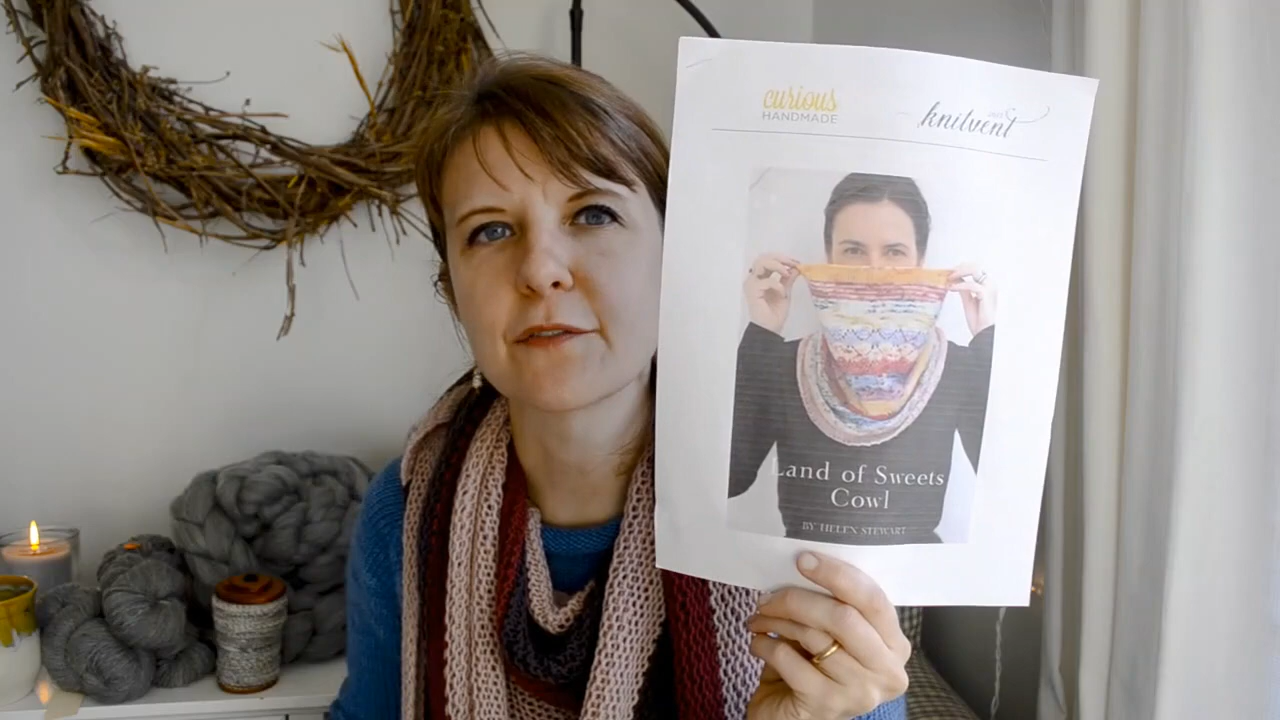 curious
HANDMADE
knitvent
Land of Sweets
Cowl
BY HELEN STEWART